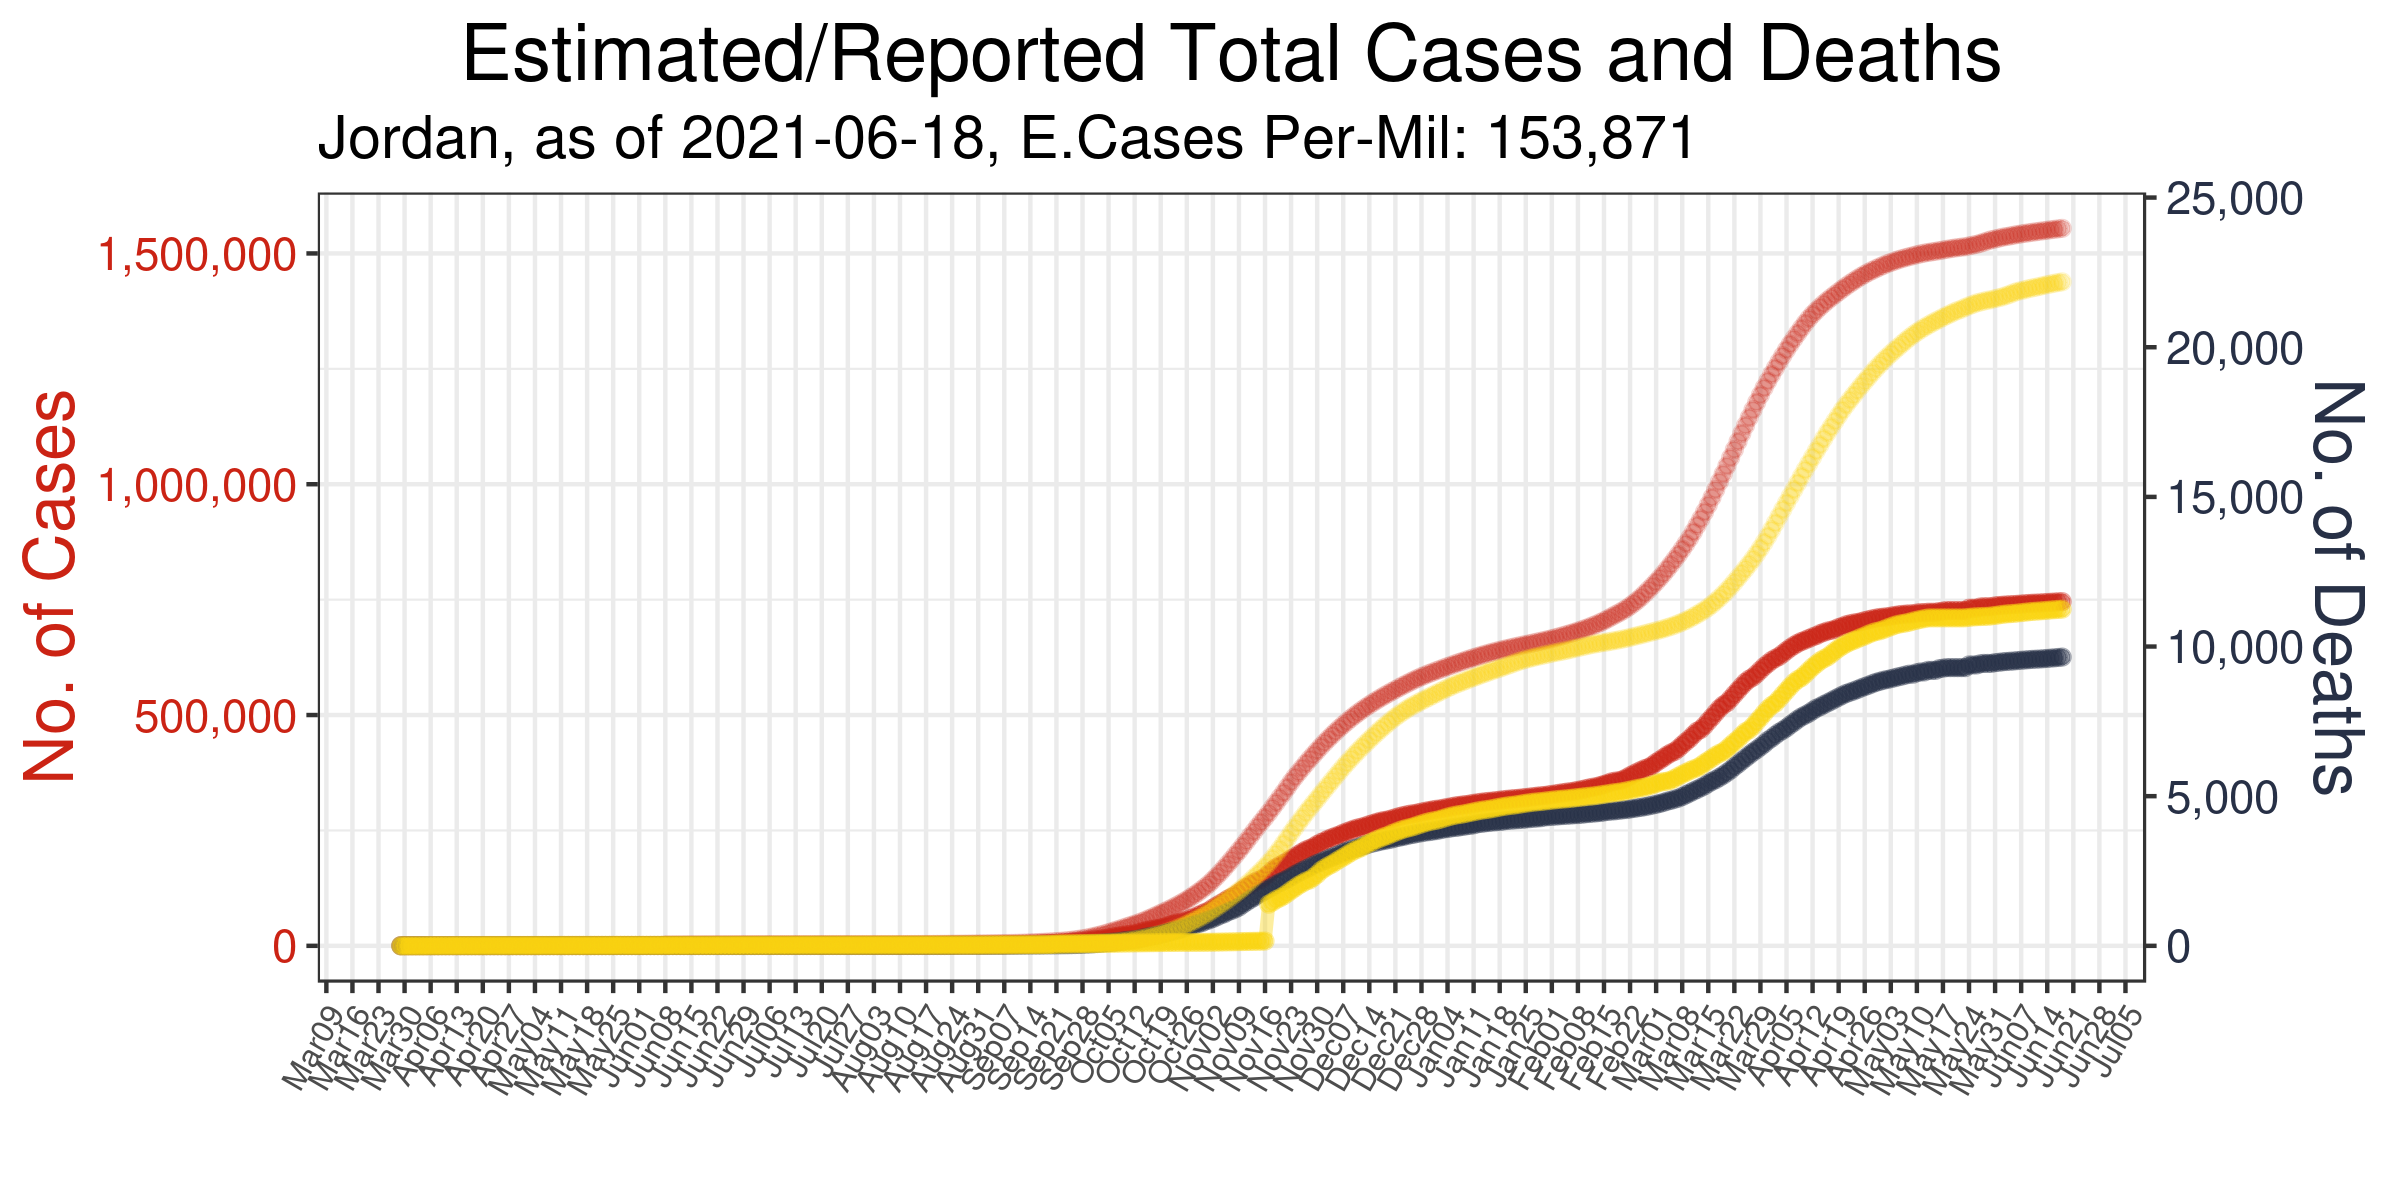 Estimated/Reported Total Cases and Deaths
Jordan, as of 2021-06-18, E.Cases Per-Mil: 153,871
No. of Cases
1,500,000
1,000,000
500,000
0
25,000
20,000
15,000
10,000
5,000
0
No. of Deaths
Mar09
Mar16
Mar23
Mar30
Apr06
Apr13
Apr20
Apr27
May04
May11
May18
May25
Jun01
Jun08
Jun15
Jun22
Jun29
Jul06
Jul13
Jul20
Jul27
Aug03
Aug10
Aug17
Aug24
Aug31
Sep07
Sep14
Sep21
Sep28
Oct05
Oct12
Oct19
Oct26
Nov02
Nov09
Nov16
Nov23
Nov30
Dec07
Dec14
Dec21
Dec28
Jan04
Jan11
Jan18
Jan25
Feb01
Feb08
Feb15
Feb22
Mar01
Mar08
Mar15
Mar22
Mar29
Apr05
Apr12
Apr19
Apr26
May03
May10
May17
May24
May31
Jun07
Jun14
Jun21
Jun28
Jul05